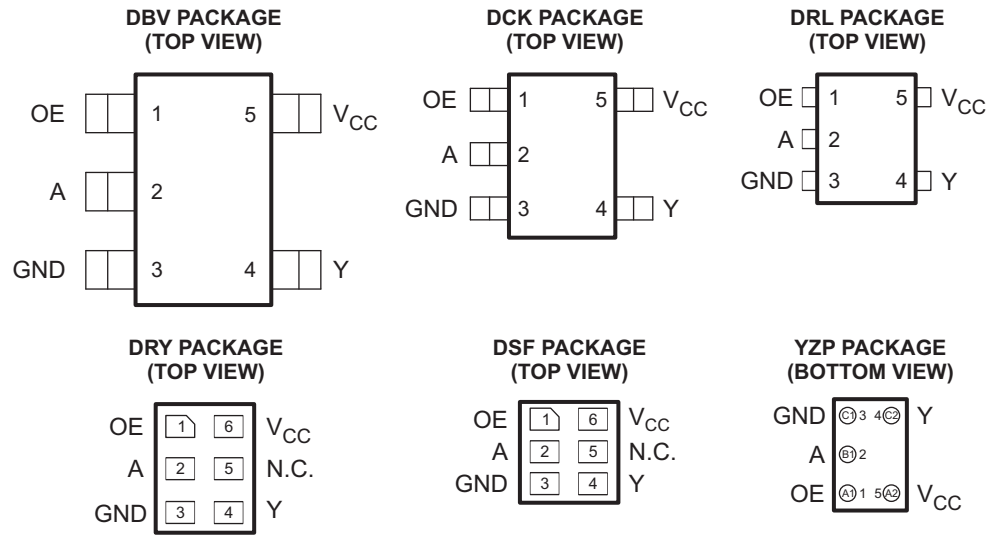 DBV PACKAGE
(TOP VIEW)
OE 1 5 VCC
A 2
GND 3 4 Y
DCK PACKAGE
(TOP VIEW)
OE 1 5 VCC
A 2
GND 3 4 Y
DRL PACKAGE
(TOP VIEW)
OE 1 5 VCC
A 2
GND 3 4 Y
DRY PACKAGE
(TOP VIEW)
OE 1 6 VCC
A 2 5 N.C.
GND 3 4 Y
DSF PACKAGE
(TOP VIEW)
OE 1 6 VCC
A 2 5 N.C.
GND 3 4 Y
YZP PACKAGE
(BOTTOM VIEW)
GND C1 3 4 C2 Y
A B1 2
OE A1 1 5 A2 VCC